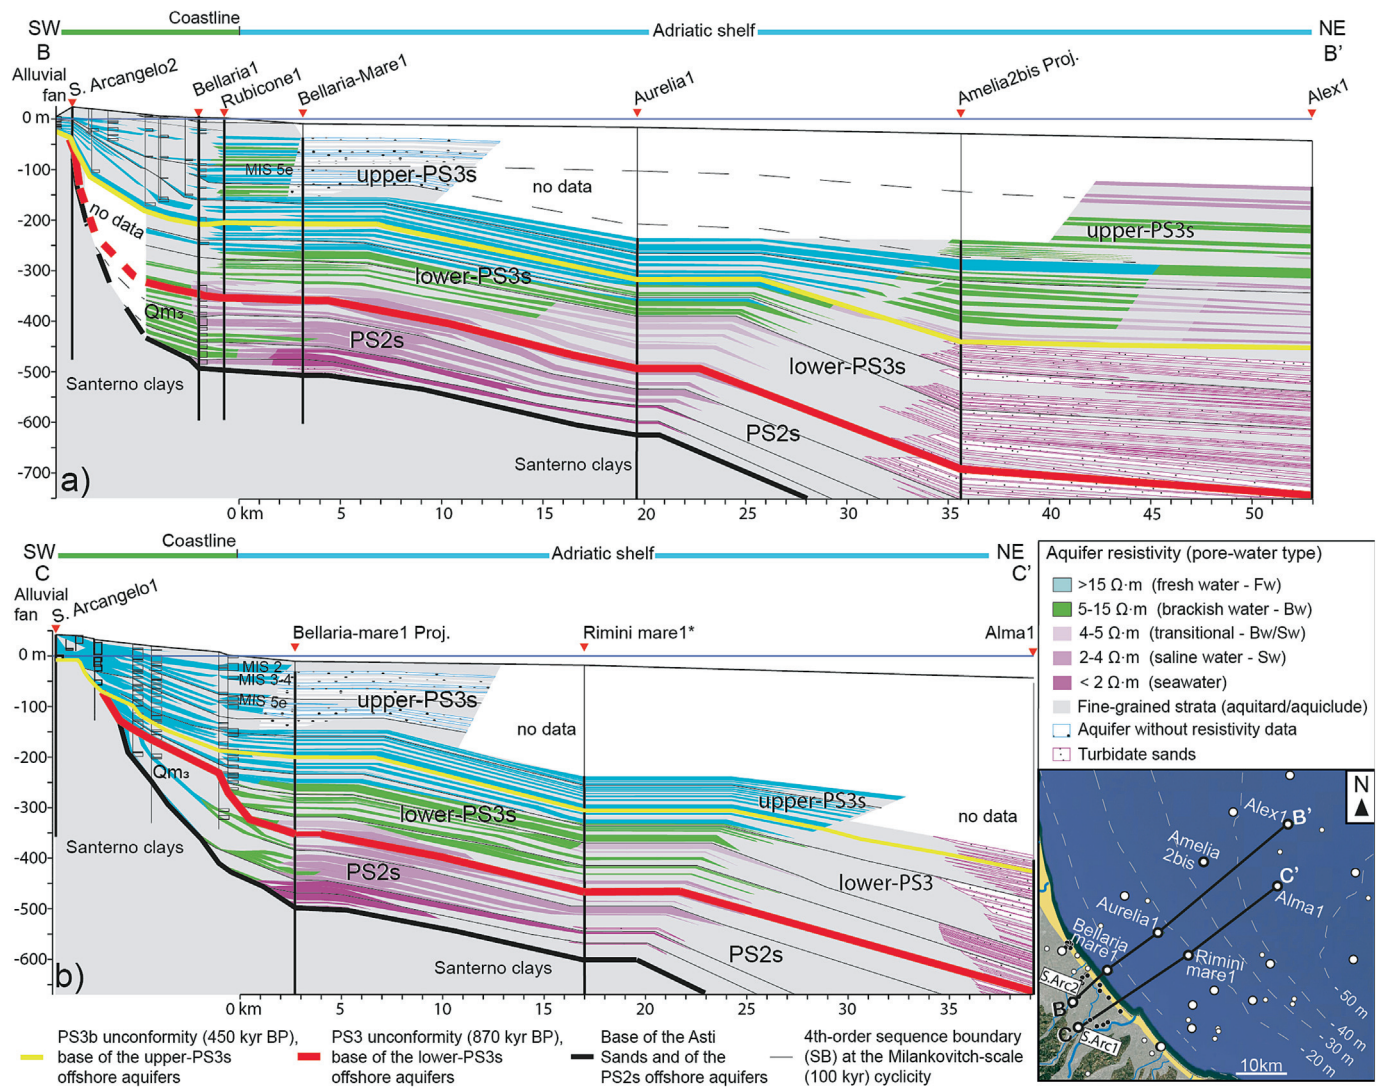 SW
Coastline
Adriatic shelf
NE
B
B'
Alluvial
fan
S. Arcangelo2
Bellaria1
Rubicone1
Bellaria-Mare1
Aurelia1
Amelia2bis Proj.
Alex1
0 m
-100
-200
-300
-400
-500
-600
-700
MIS 5e
upper-PS3s
no data
upper-PS3s
no data
lower-PS3s
Qm₃
PS2s
lower-PS3s
Santerno clays
PS2s
Santerno clays
a)
0 km
5
10
15
20
25
30
35
40
45
50
SW
Coastline
Adriatic shelf
NE
C
C'
Alluvial
fan
S. Arcangelo1
Bellaria-mare1 Proj.
Rimini mare1*
Alma1
0 m
-100
-200
-300
-400
-500
-600
MIS 2
MIS 3-4
MIS 5e
upper-PS3s
no data
Qm₃
lower-PS3s
upper-PS3s
no data
Santerno clays
PS2s
lower-PS3
PS2s
Santerno clays
b)
0 km
5
10
15
20
25
30
35
Aquifer resistivity (pore-water type)
>15 Ω·m (fresh water - Fw)
5-15 Ω·m (brackish water - Bw)
4-5 Ω·m (transitional - Bw/Sw)
2-4 Ω·m (saline water - Sw)
< 2 Ω·m (seawater)
Fine-grained strata (aquitard/aquiclude)
Aquifer without resistivity data
Turbidate sands
N
Alex1
B'
Amelia
2bis
C'
Alma1
Aurelia1
Bellaria
mare1
Rimini
mare1
S.Arc2
B
C
S.Arc1
- 50 m
- 40 m
- 30 m
- 20 m
10km
PS3b unconformity (450 kyr BP),
base of the upper-PS3s
offshore aquifers
PS3 unconformity (870 kyr BP),
base of the lower-PS3s
offshore aquifers
Base of the Asti
Sands and of the
PS2s offshore aquifers
4th-order sequence boundary
(SB) at the Milankovitch-scale
(100 kyr) cyclicity